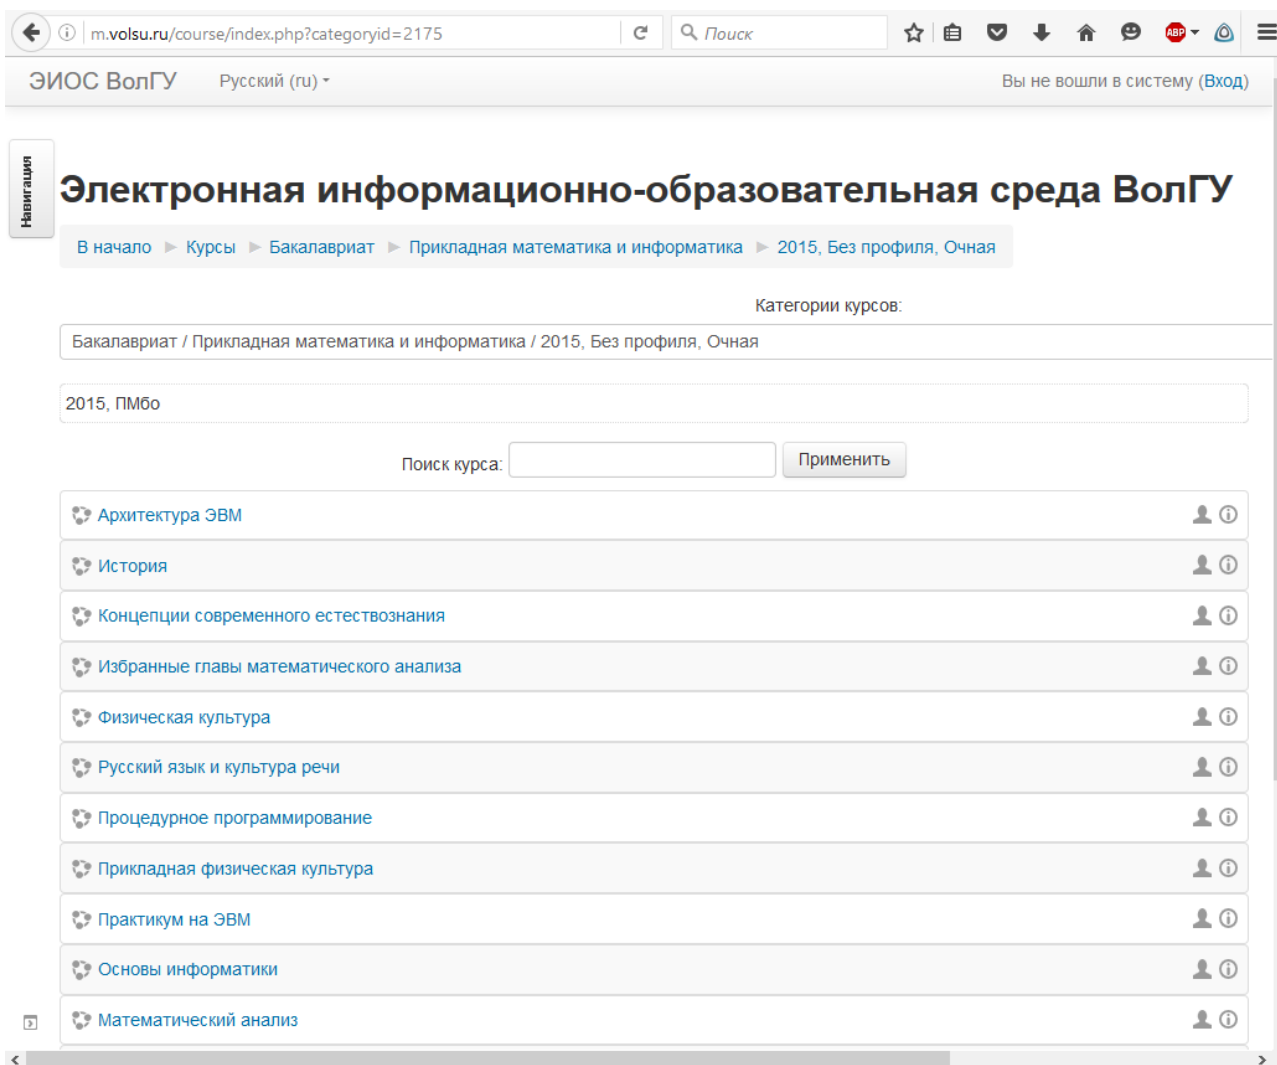 m.volsu.ru/course/index.php?categoryid=2175
Поиск
ABP
ЭИОС ВолГУ
Русский (ru)
Вы не вошли в систему (Вход)
Навигация
Электронная информационно-образовательная среда ВолГУ
В начало ► Курсы ► Бакалавриат ► Прикладная математика и информатика ► 2015, Без профиля, Очная
Категории курсов:
Бакалавриат / Прикладная математика и информатика / 2015, Без профиля, Очная
2015, ПМбо
Поиск курса:
Применить
Архитектура ЭВМ
История
Концепции современного естествознания
Избранные главы математического анализа
Физическая культура
Русский язык и культура речи
Процедурное программирование
Прикладная физическая культура
Практикум на ЭВМ
Основы информатики
Математический анализ